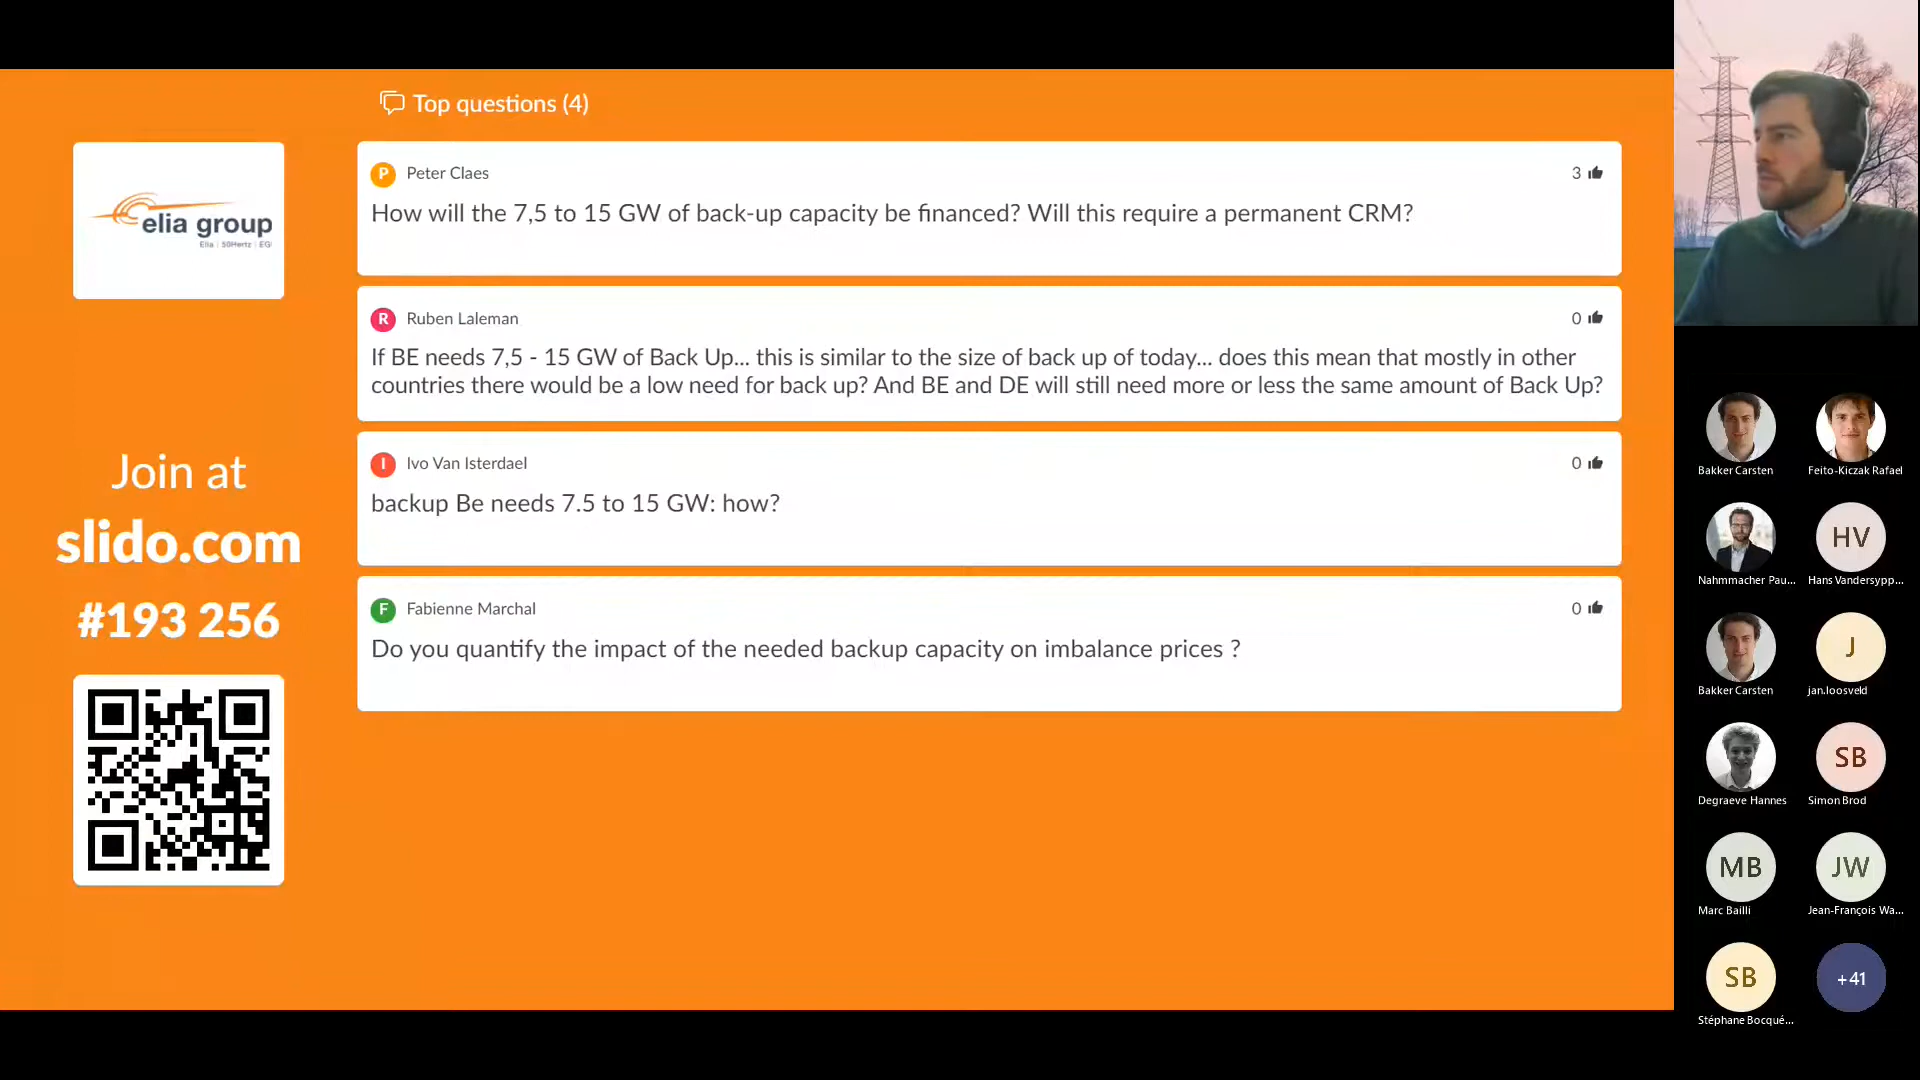 Top questions (4)
elia group
Elia | 50Hertz | EGI
Join at
slido.com
#193 256
P
Peter Claes
3
How will the 7,5 to 15 GW of back-up capacity be financed? Will this require a permanent CRM?
R
Ruben Laleman
0
If BE needs 7,5 - 15 GW of Back Up... this is similar to the size of back up of today... does this mean that mostly in other
countries there would be a low need for back up? And BE and DE will still need more or less the same amount of Back Up?
I
Ivo Van Isterdael
0
backup Be needs 7.5 to 15 GW: how?
F
Fabienne Marchal
0
Do you quantify the impact of the needed backup capacity on imbalance prices ?
Bakker Carsten
Feito-Kiczak Rafael
Nahmmacher Pau...
HV
Hans Vandersypp...
Bakker Carsten
J
jan.loosveld
Degraeve Hannes
SB
Simon Brod
MB
Marc Bailli
JW
Jean-François Wa...
SB
Stéphane Bocqué...
+41